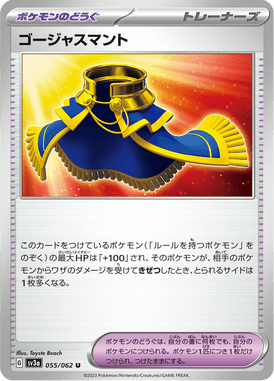 ポケモンのどうぐ
トレーナーズ
ゴージャスマント
このカードをつけているポケモン(「ルールを持つポケモン」を
のぞく)の最大HPは「+100」され、そのポケモンが、相手のポケ
モンからワザのダメージを受けてきぜつしたとき、とられるサイドは
1枚多くなる。
Illus. Toyste Beach
G sv3a 055/062 U
ポケモンのどうぐは、自分の番に何枚でも、自分の
ポケモンにつけられる。ポケモン1匹につき1枚だ
けつけられ、つけたままにする。
©2023 Pokémon/Nintendo/Creatures/GAME FREAK.